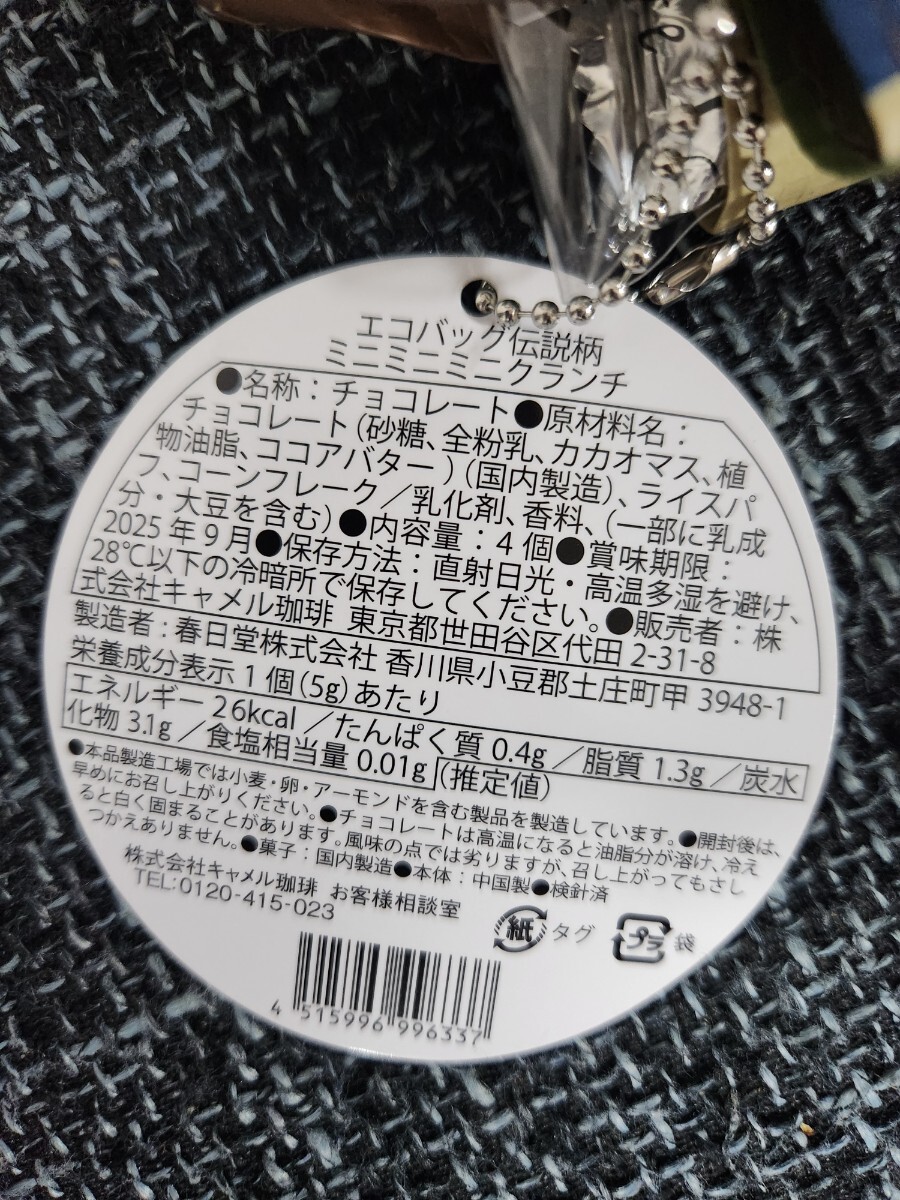 エコバッグ伝説柄
ミニミニミニクランチ
●名称：チョコレート●原材料名：
チョコレート（砂糖、全粉乳、カカオマス、植
物油脂、ココアバター）（国内製造）、ライスパ
フ、コーンフレーク／乳化剤、香料、（一部に乳成
分・大豆を含む）●内容量：4個●賞味期限：
2025年9月●保存方法：直射日光・高温多湿を避け、
28℃以下の冷暗所で保存してください。●販売者：株
式会社キャメル珈琲 東京都世田谷区代田2-31-8
製造者：春日堂株式会社 香川県小豆郡土庄町甲3948-1
栄養成分表示1個(5g)あたり
エネルギー 26kcal／たんぱく質 0.4g／脂質 1.3g／炭水
化物 3.1g／食塩相当量 0.01g (推定値)
●本品製造工場では小麦・卵・アーモンドを含む製品を製造しています。●開封後は、
早めにお召し上がりください。●チョコレートは高温になると油脂分が溶け、冷え
ると白く固まることがあります。風味の点では劣りますが、召し上がってもさし
つかえありません。●菓子：国内製造●本体：中国製●検針済
株式会社キャメル珈琲 お客様相談室
TEL:0120-415-023
紙 タグ プラ 袋
4 515996 996337